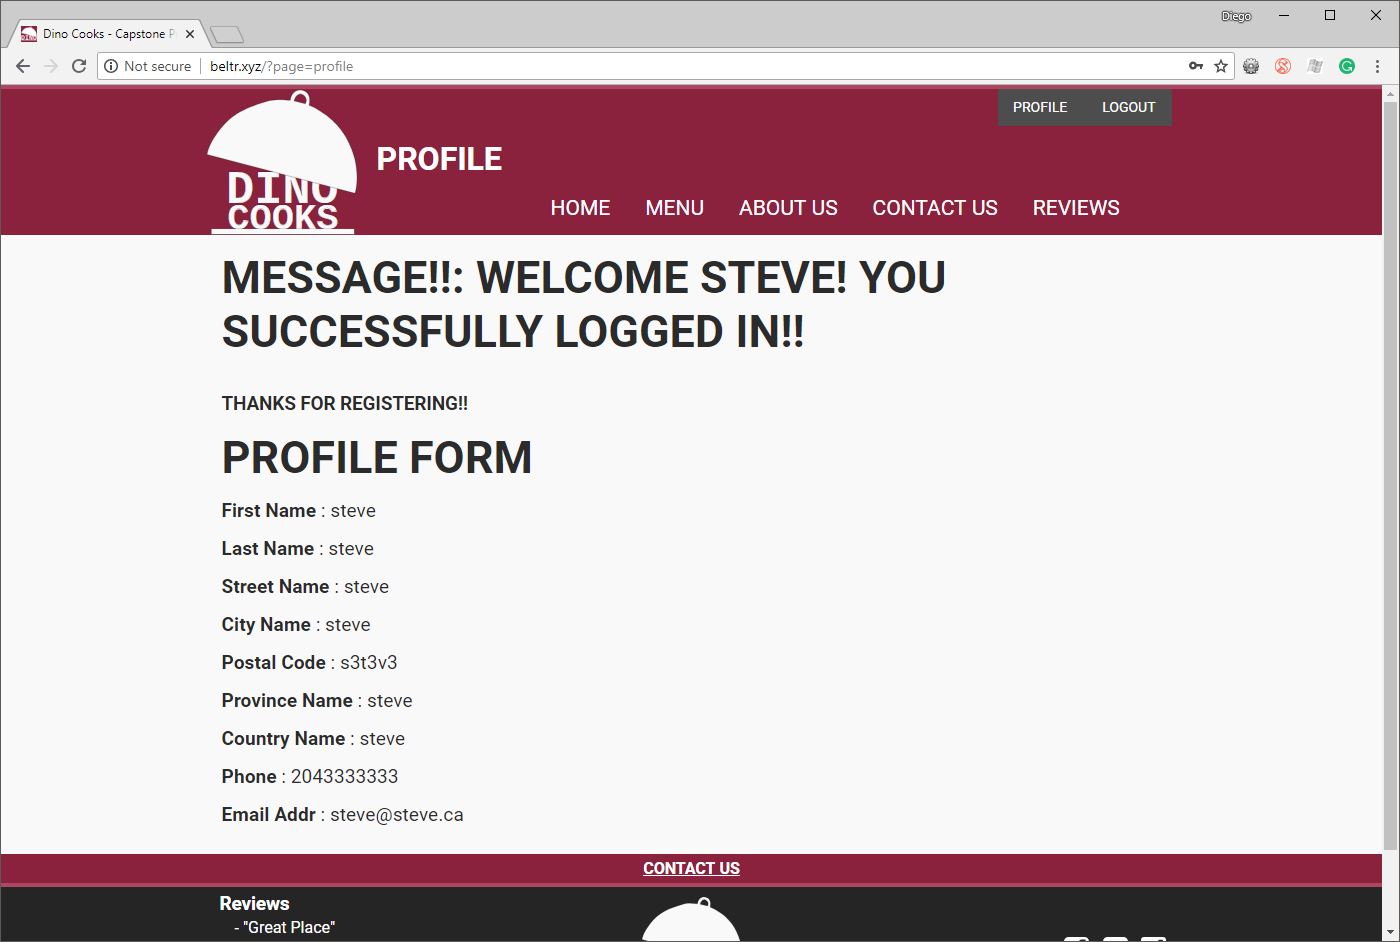 Diego
Dino Cooks - Capstone P
Not secure
beltr.xyz/?page=profile
PROFILE
LOGOUT
DINO
COOKS
PROFILE
HOME
MENU
ABOUT US
CONTACT US
REVIEWS
MESSAGE!!: WELCOME STEVE! YOU
SUCCESSFULLY LOGGED IN!!
THANKS FOR REGISTERING!!
PROFILE FORM
First Name : steve
Last Name : steve
Street Name : steve
City Name : steve
Postal Code : s3t3v3
Province Name : steve
Country Name : steve
Phone : 2043333333
Email Addr : steve@steve.ca
CONTACT US
Reviews
- "Great Place"